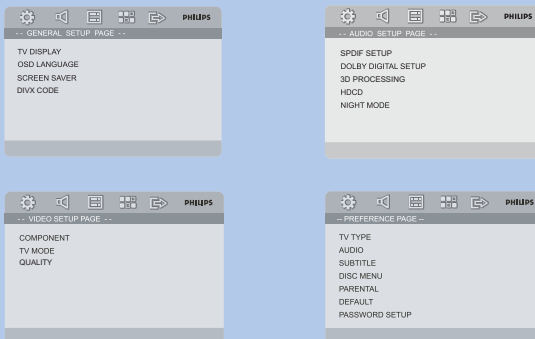 PHILIPS
-- GENERAL SETUP PAGE --
TV DISPLAY
OSD LANGUAGE
SCREEN SAVER
DIVX CODE
PHILIPS
-- AUDIO SETUP PAGE --
SPDIF SETUP
DOLBY DIGITAL SETUP
3D PROCESSING
HDCD
NIGHT MODE
PHILIPS
-- VIDEO SETUP PAGE --
COMPONENT
TV MODE
QUALITY
PHILIPS
-- PREFERENCE PAGE --
TV TYPE
AUDIO
SUBTITLE
DISC MENU
PARENTAL
DEFAULT
PASSWORD SETUP